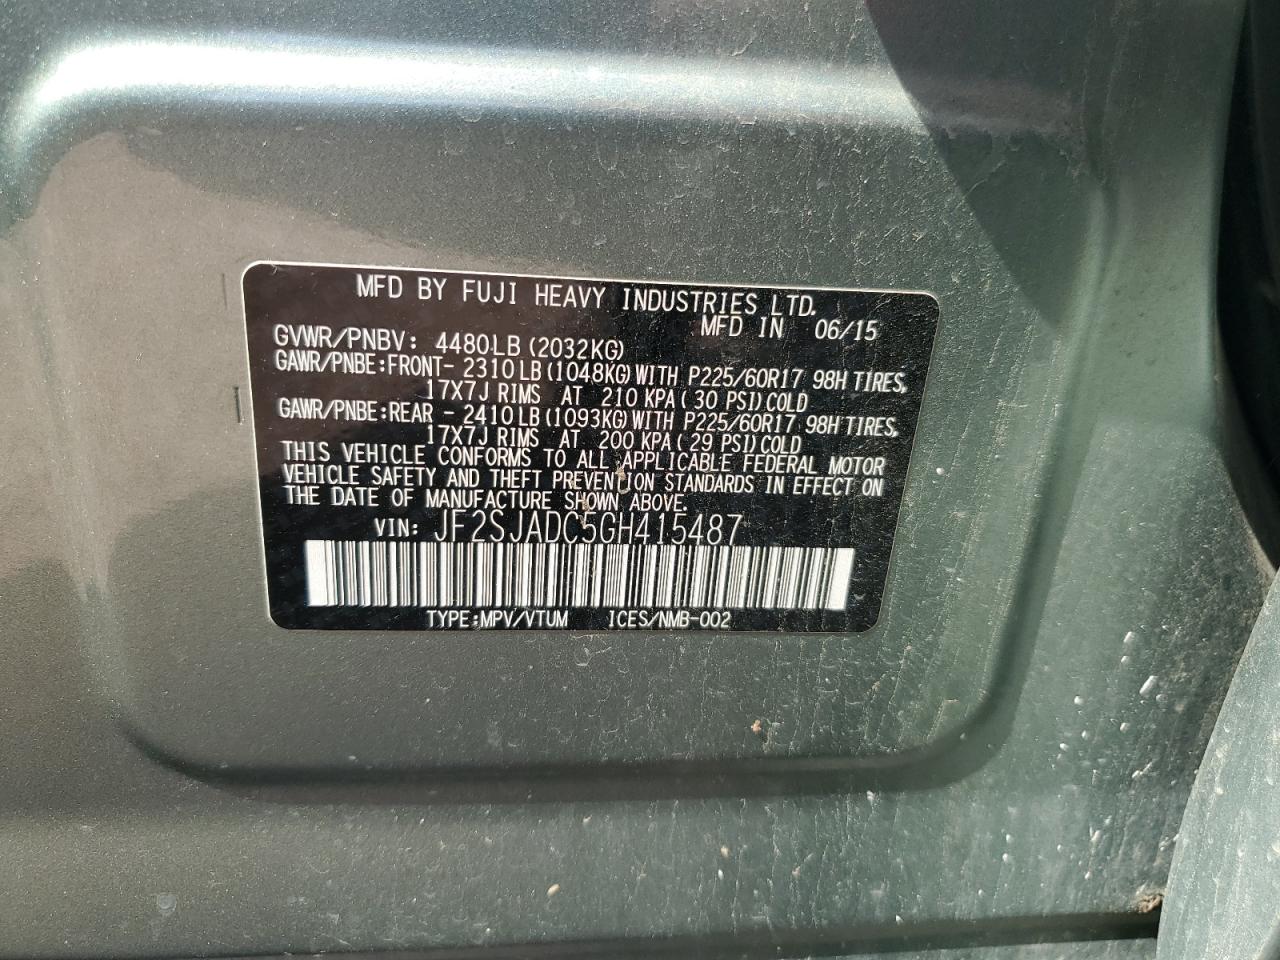 MFD BY FUJI HEAVY INDUSTRIES LTD.
MFD IN 06/15
GVWR/PNBV: 4480LB (2032KG)
GAWR/PNBE:FRONT- 2310LB(1048KG)WITH P225/60R17 98H TIRES,
17X7J RIMS AT 210 KPA(30 PSI)COLD
GAWR/PNBE:REAR - 2410LB(1093KG)WITH P225/60R17 98H TIRES,
17X7J RIMS AT 200 KPA(29 PSI)COLD
THIS VEHICLE CONFORMS TO ALL APPLICABLE FEDERAL MOTOR
VEHICLE SAFETY AND THEFT PREVENTION STANDARDS IN EFFECT ON
THE DATE OF MANUFACTURE SHOWN ABOVE.
VIN: JF2SJADC5GH415487
TYPE:MPV/VTUM ICES/NMB-002